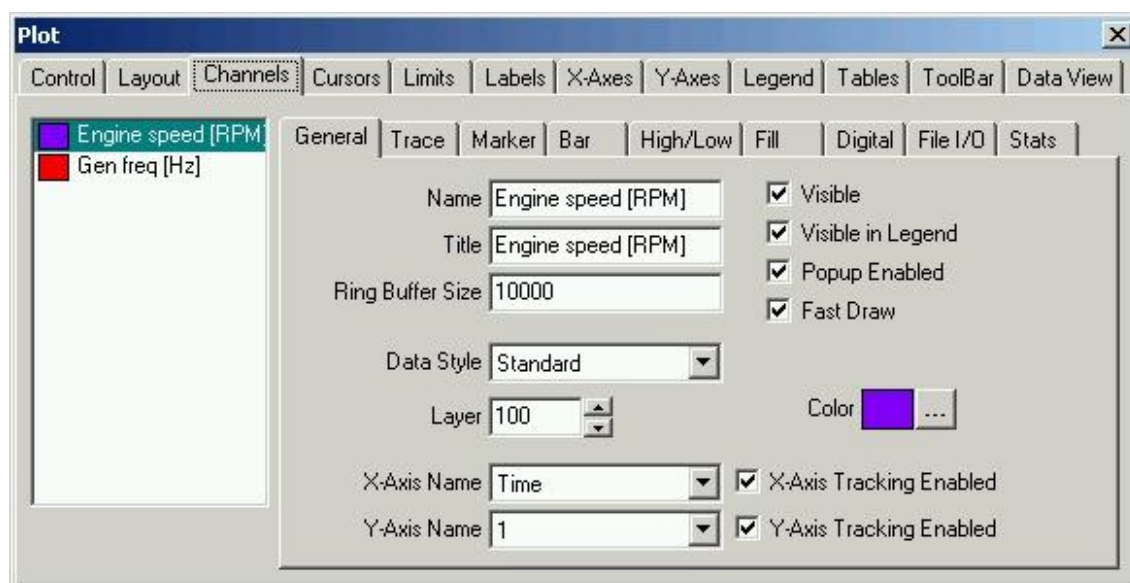 Plot
Control Layout Channels Cursors Limits Labels X-Axes Y-Axes Legend Tables ToolBar Data View
Engine speed [RPM]
Gen freq [Hz]
General Trace Marker Bar High/Low Fill Digital File I/O Stats
Name Engine speed [RPM]
Title Engine speed [RPM]
Ring Buffer Size 10000
Visible
Visible in Legend
Popup Enabled
Fast Draw
Data Style Standard
Layer 100
Color ...
X-Axis Name Time X-Axis Tracking Enabled
Y-Axis Name 1 Y-Axis Tracking Enabled